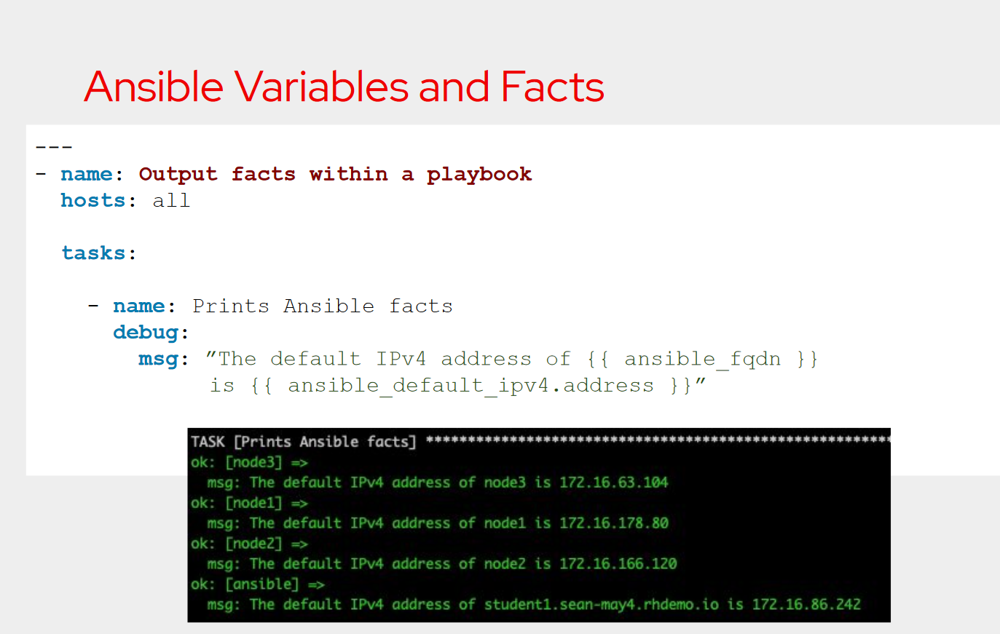 Ansible Variables and Facts
---
- name: Output facts within a playbook
hosts: all
tasks:
- name: Prints Ansible facts
debug:
msg: ”The default IPv4 address of {{ ansible_fqdn }}
is {{ ansible_default_ipv4.address }}”
TASK [Prints Ansible facts] *******************************************************
ok: [node3] =>
msg: The default IPv4 address of node3 is 172.16.63.104
ok: [node1] =>
msg: The default IPv4 address of node1 is 172.16.178.80
ok: [node2] =>
msg: The default IPv4 address of node2 is 172.16.166.120
ok: [ansible] =>
msg: The default IPv4 address of student1.sean-may4.rhdemo.io is 172.16.86.242